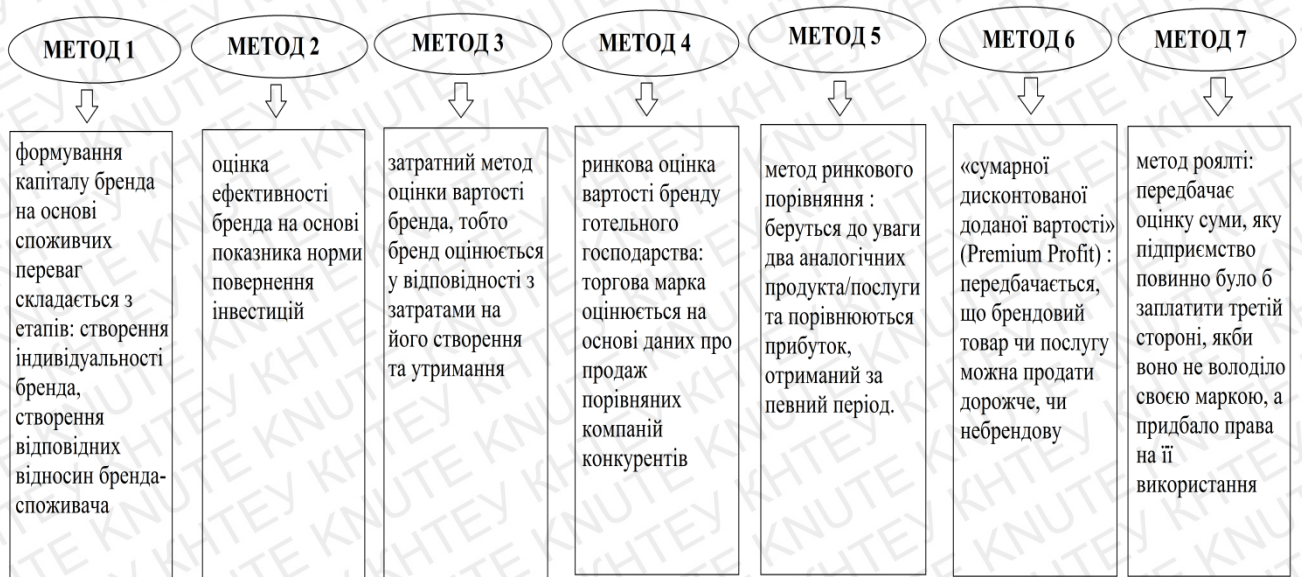 МЕТОД 1
формування
капіталу бренда
на основі
споживчих
переваг
складається з
етапів: створення
індивідуальності
бренда,
створення
відповідних
відносин бренда-
споживача
МЕТОД 2
оцінка
ефективності
бренда на основі
показника норми
повернення
інвестицій
МЕТОД 3
затратний метод
оцінки вартості
бренда, тобто
бренд оцінюється
у відповідності з
затратами на
його створення
та утримання
МЕТОД 4
ринкова оцінка
вартості бренду
готельного
господарства:
торгова марка
оцінюється на
основі даних про
продаж
порівняних
компаній
конкурентів
МЕТОД 5
метод ринкового
порівняння :
беруться до уваги
два аналогічних
продукта/послуги
та порівнюються
прибуток,
отриманий за
певний період.
МЕТОД 6
«сумарної
дисконтованої
доданої вартості»
(Premium Profit) :
передбачається,
що брендовий
товар чи послугу
можна продати
дорожче, чи
небрендову
МЕТОД 7
метод роялті:
передбачає
оцінку суми, яку
підприємство
повинно було б
заплатити третій
стороні, якби
воно не володіло
своєю маркою, а
придбало права
на її
використання